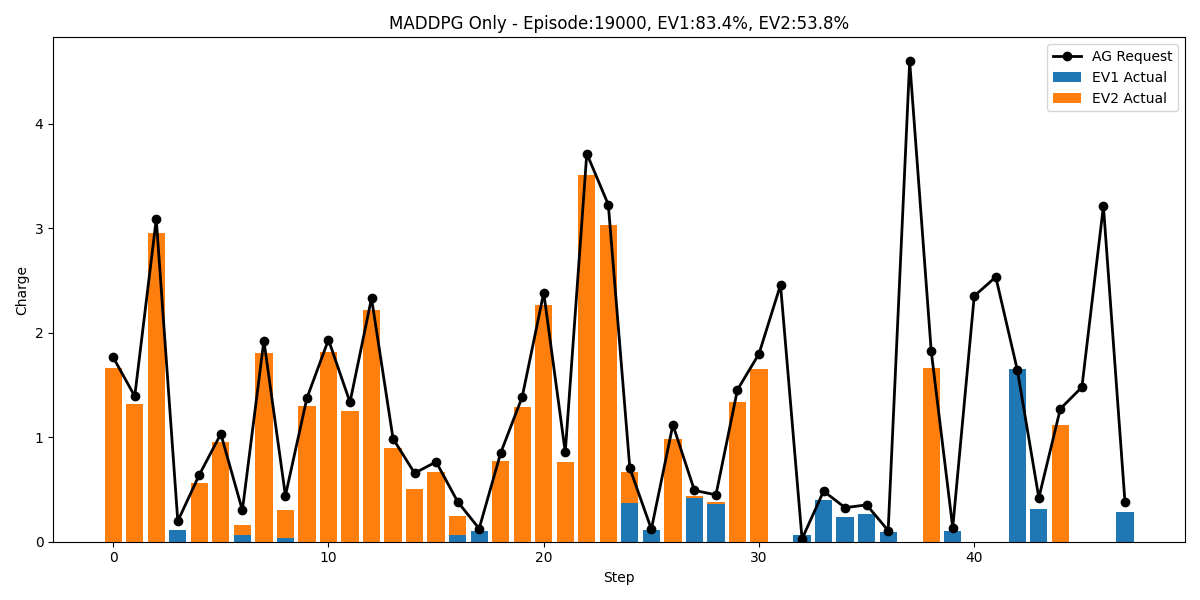 MADDPG Only - Episode:19000, EV1:83.4%, EV2:53.8%
AG Request
EV1 Actual
EV2 Actual
Charge
4
3
2
1
0
0 10 20 30 40
Step